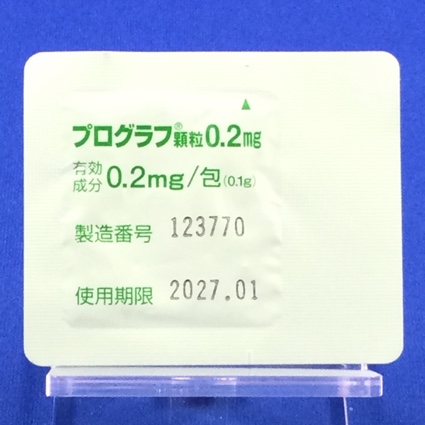 プログラフ®顆粒0.2mg
有効成分 0.2mg/包(0.1g)
製造番号 123770
使用期限 2027.01